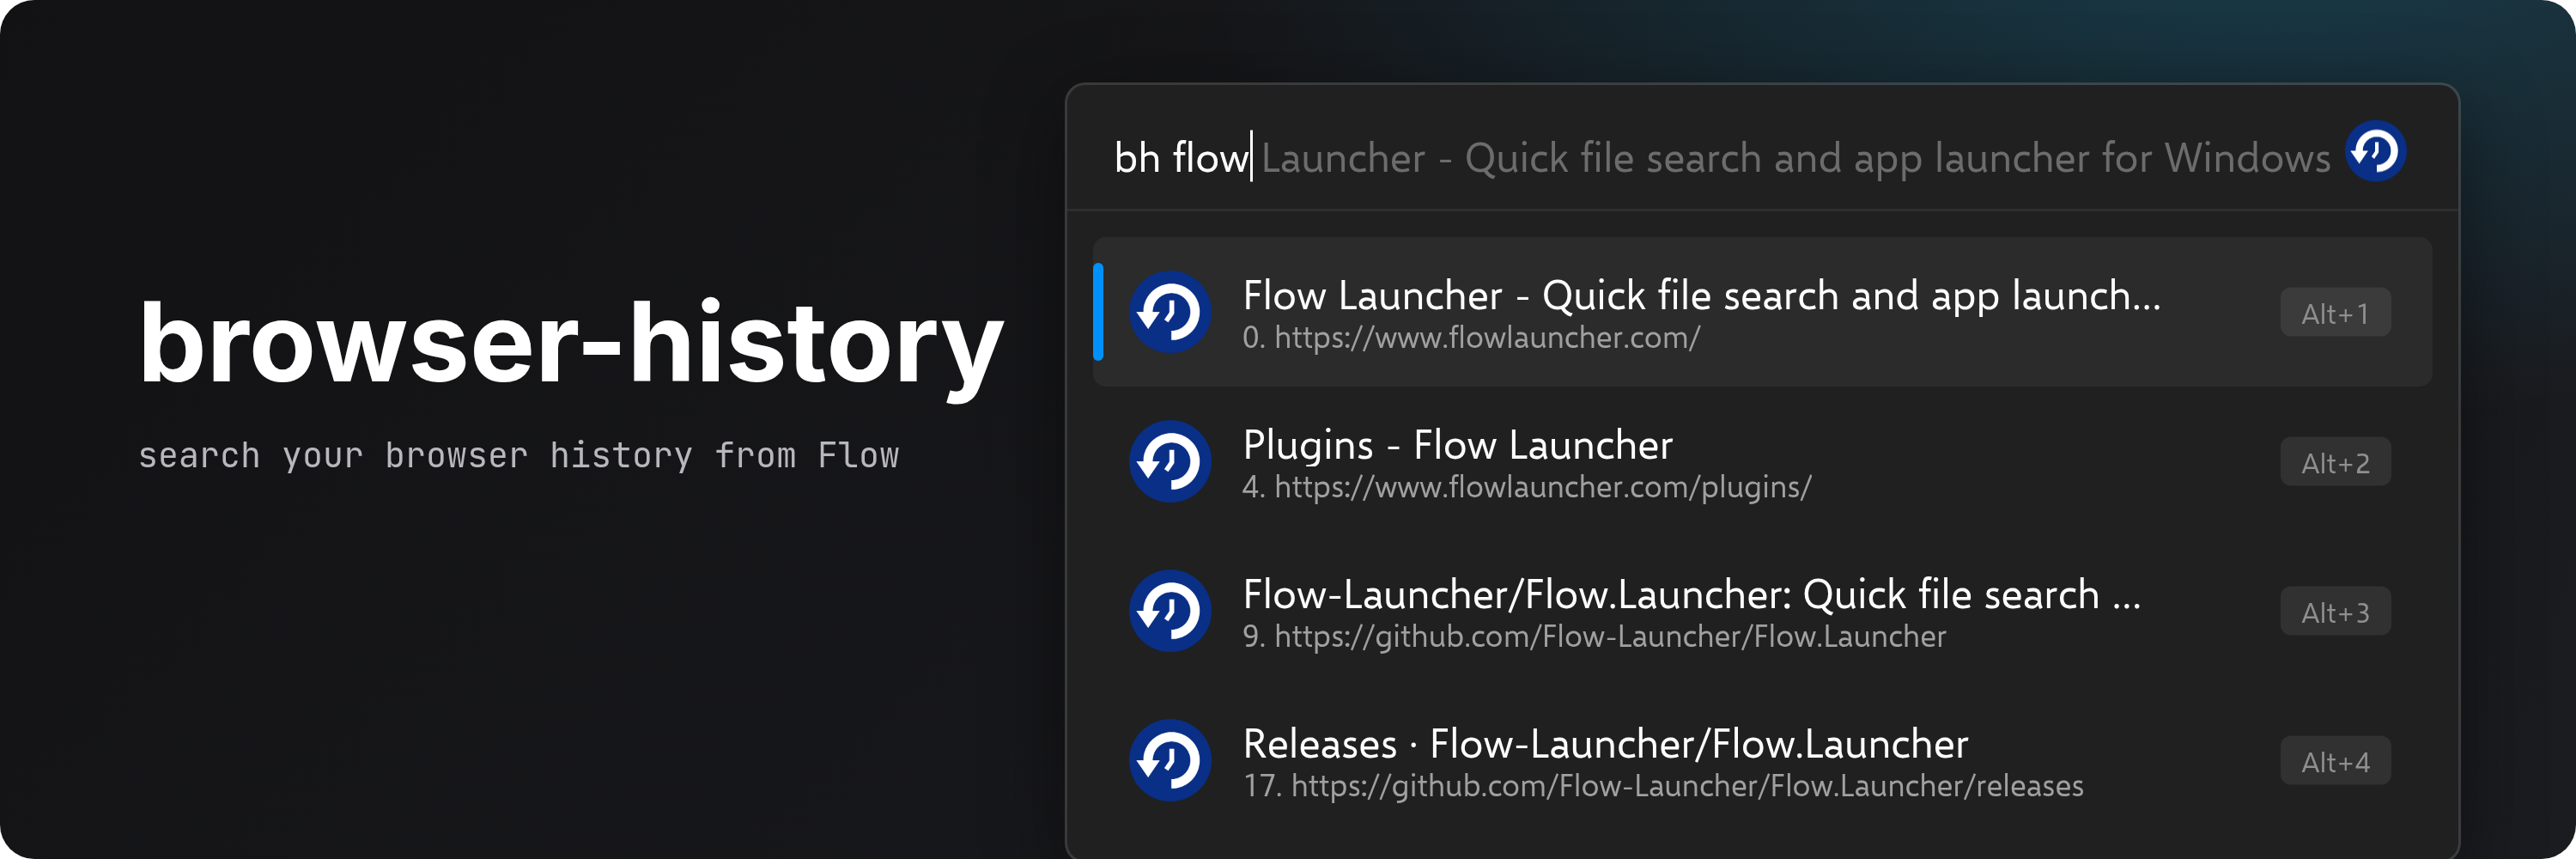 browser-history
search your browser history from Flow
bh flow Launcher - Quick file search and app launcher for Windows
Flow Launcher - Quick file search and app launch...
0. https://www.flowlauncher.com/
Alt+1
Plugins - Flow Launcher
4. https://www.flowlauncher.com/plugins/
Alt+2
Flow-Launcher/Flow.Launcher: Quick file search ...
9. https://github.com/Flow-Launcher/Flow.Launcher
Alt+3
Releases · Flow-Launcher/Flow.Launcher
17. https://github.com/Flow-Launcher/Flow.Launcher/releases
Alt+4